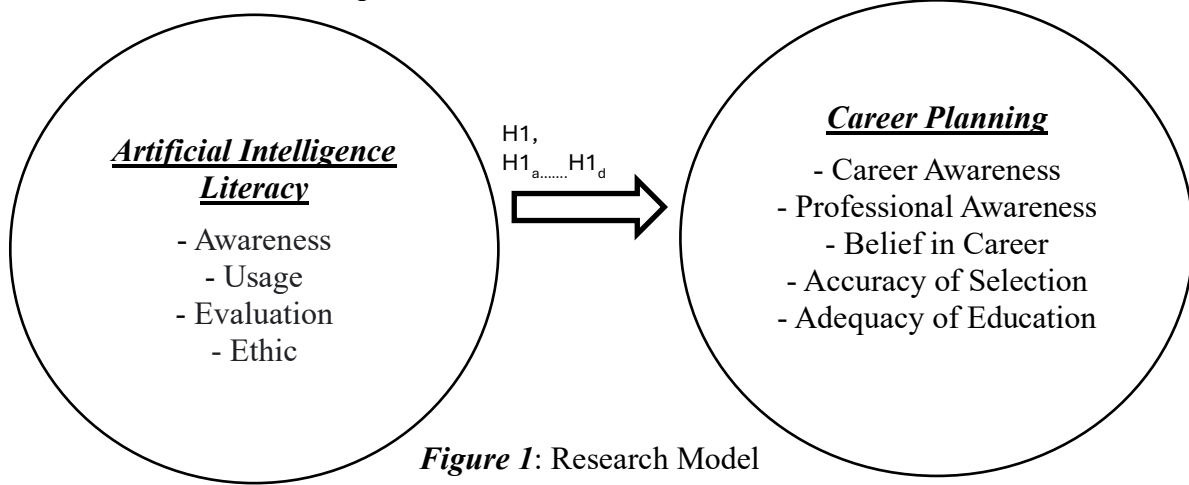 Artificial Intelligence
Literacy
- Awareness
- Usage
- Evaluation
- Ethic
H1,
H1a.......H1d
Career Planning
- Career Awareness
- Professional Awareness
- Belief in Career
- Accuracy of Selection
- Adequacy of Education
Figure 1: Research Model